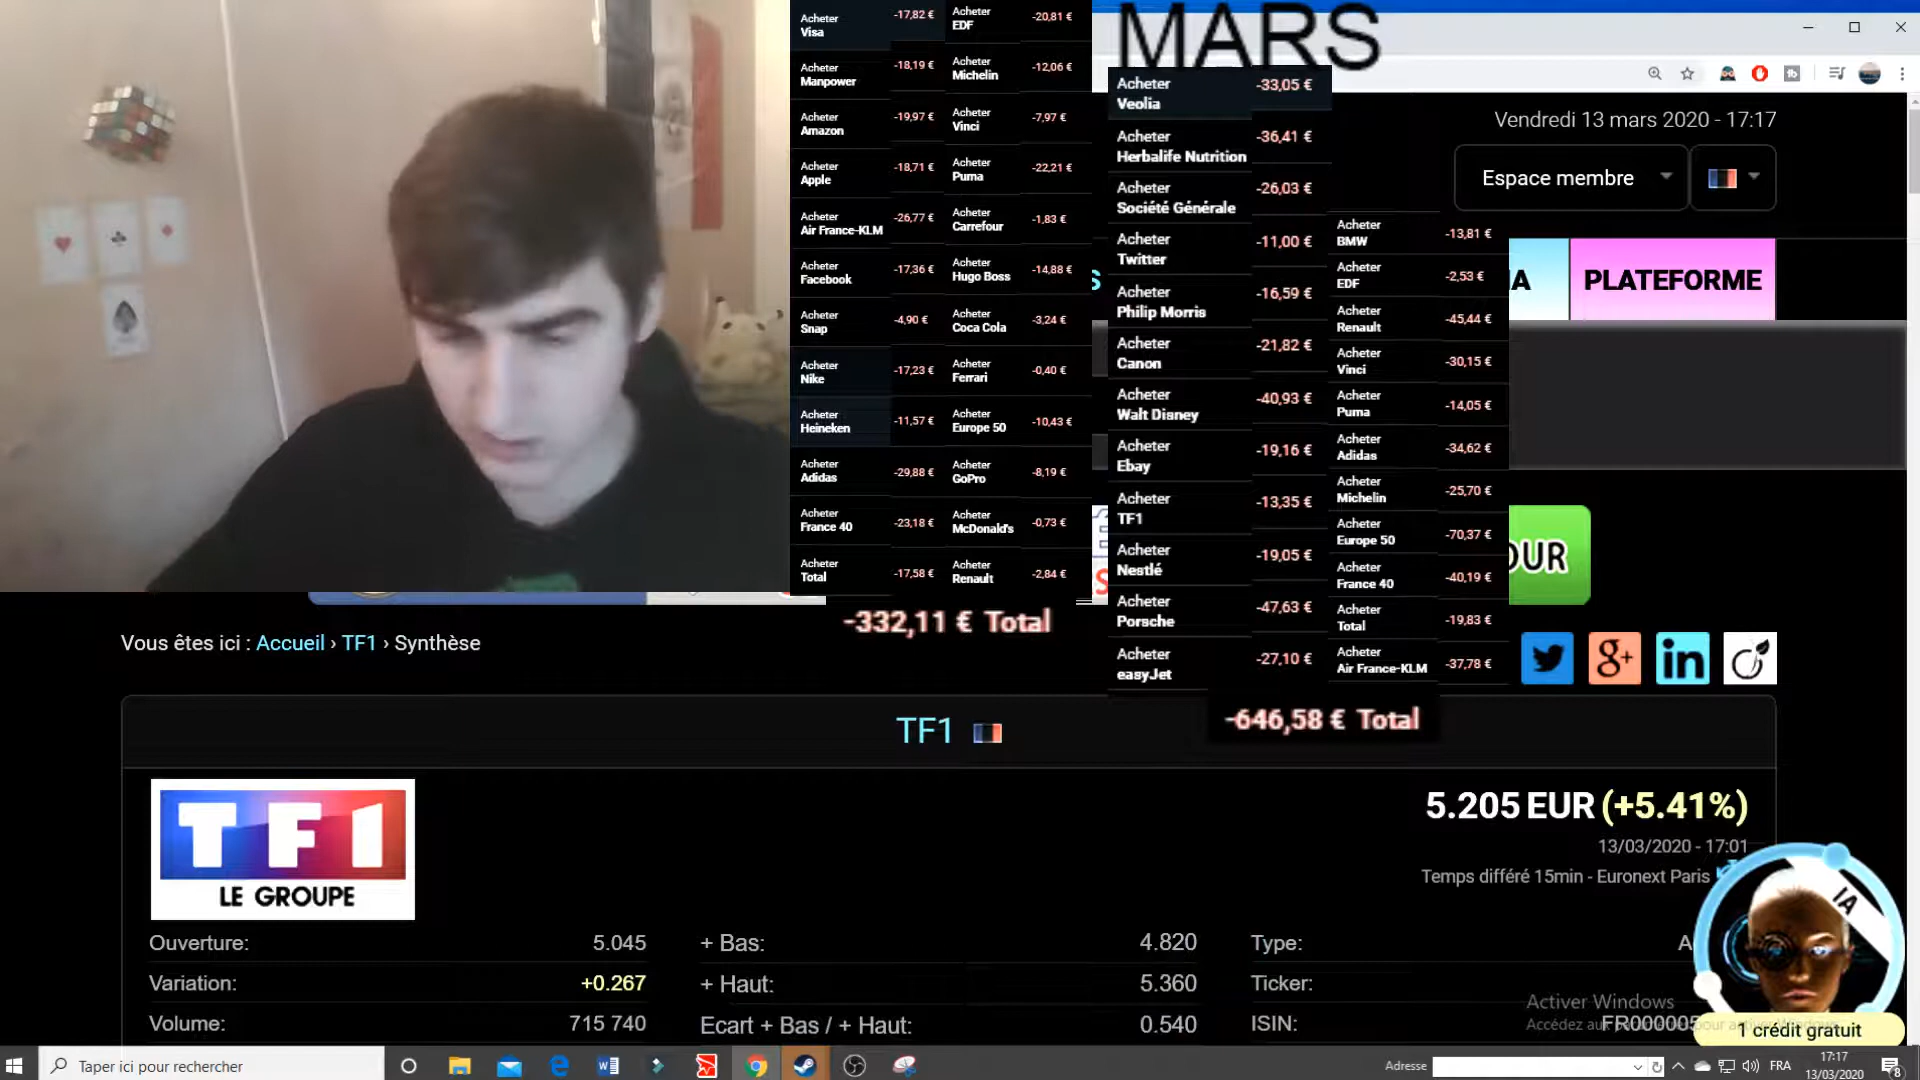 Acheter
Visa
-17,82 €
Acheter
Manpower
-18,19 €
Acheter
Amazon
-19,97 €
Acheter
Apple
-18,71 €
Acheter
Air France-KLM
-26,77 €
Acheter
Facebook
-17,36 €
Acheter
Snap
-4,90 €
Acheter
Nike
-17,23 €
Acheter
Heineken
-11,57 €
Acheter
Adidas
-29,88 €
Acheter
France 40
-23,18 €
Acheter
Total
-17,58 €
Acheter
EDF
-20,81 €
Acheter
Michelin
-12,06 €
Acheter
Vinci
-7,97 €
Acheter
Puma
-22,21 €
Acheter
Carrefour
-1,83 €
Acheter
Hugo Boss
-14,88 €
Acheter
Coca Cola
-3,24 €
Acheter
Ferrari
-0,40 €
Acheter
Europe 50
-10,43 €
Acheter
GoPro
-8,19 €
Acheter
McDonald's
-0,73 €
Acheter
Renault
-2,84 €
-332,11 € Total
MARS
Acheter
Veolia
-33,05 €
Acheter
Herbalife Nutrition
-36,41 €
Acheter
Société Générale
-26,03 €
Acheter
Twitter
-11,00 €
Acheter
Philip Morris
-16,59 €
Acheter
Canon
-21,82 €
Acheter
Walt Disney
-40,93 €
Acheter
Ebay
-19,16 €
Acheter
TF1
-13,35 €
Acheter
Nestlé
-19,05 €
Acheter
Porsche
-47,63 €
Acheter
easyJet
-27,10 €
Acheter
BMW
-13,81 €
Acheter
EDF
-2,53 €
Acheter
Renault
-45,44 €
Acheter
Vinci
-30,15 €
Acheter
Puma
-14,05 €
Acheter
Adidas
-34,62 €
Acheter
Michelin
-25,70 €
Acheter
Europe 50
-70,37 €
Acheter
France 40
-40,19 €
Acheter
Total
-19,83 €
Acheter
Air France-KLM
-37,78 €
-646,58 € Total
Vendredi 13 mars 2020 - 17:17
Espace membre
PLATEFORME
OUR
Vous êtes ici : Accueil › TF1 › Synthèse
TF1
TF1
LE GROUPE
5.205 EUR (+5.41%)
13/03/2020 - 17:01
Temps différé 15min - Euronext Paris
Ouverture: 5.045
+ Bas: 4.820
Type: A
Variation: +0.267
+ Haut: 5.360
Ticker:
Volume: 715 740
Ecart + Bas / + Haut: 0.540
ISIN: FR000005
IA
Activer Windows
1 crédit gratuit
Taper ici pour rechercher
Adresse
FRA
17:17
13/03/2020
8